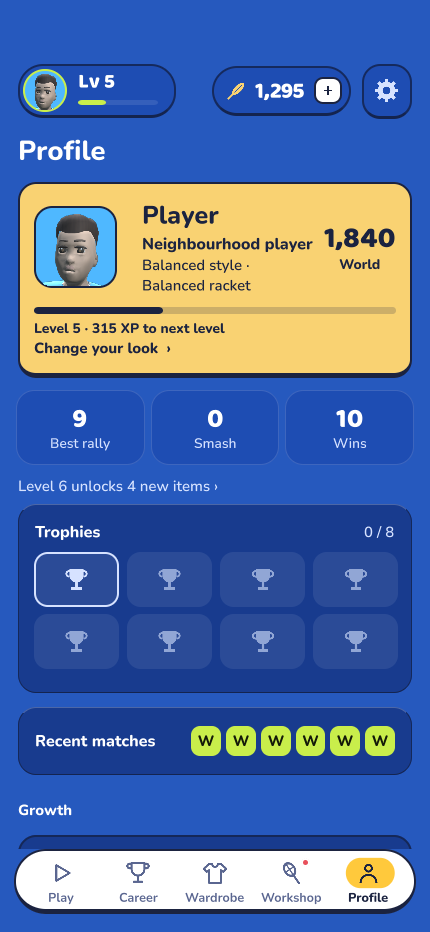 Lv 5
1,295
+
Profile
Player
Neighbourhood player
1,840
World
Balanced style ·
Balanced racket
Level 5 · 315 XP to next level
Change your look ›
9
Best rally
0
Smash
10
Wins
Level 6 unlocks 4 new items ›
Trophies
0 / 8
Recent matches
W W W W W W
Growth
Play
Career
Wardrobe
Workshop
Profile